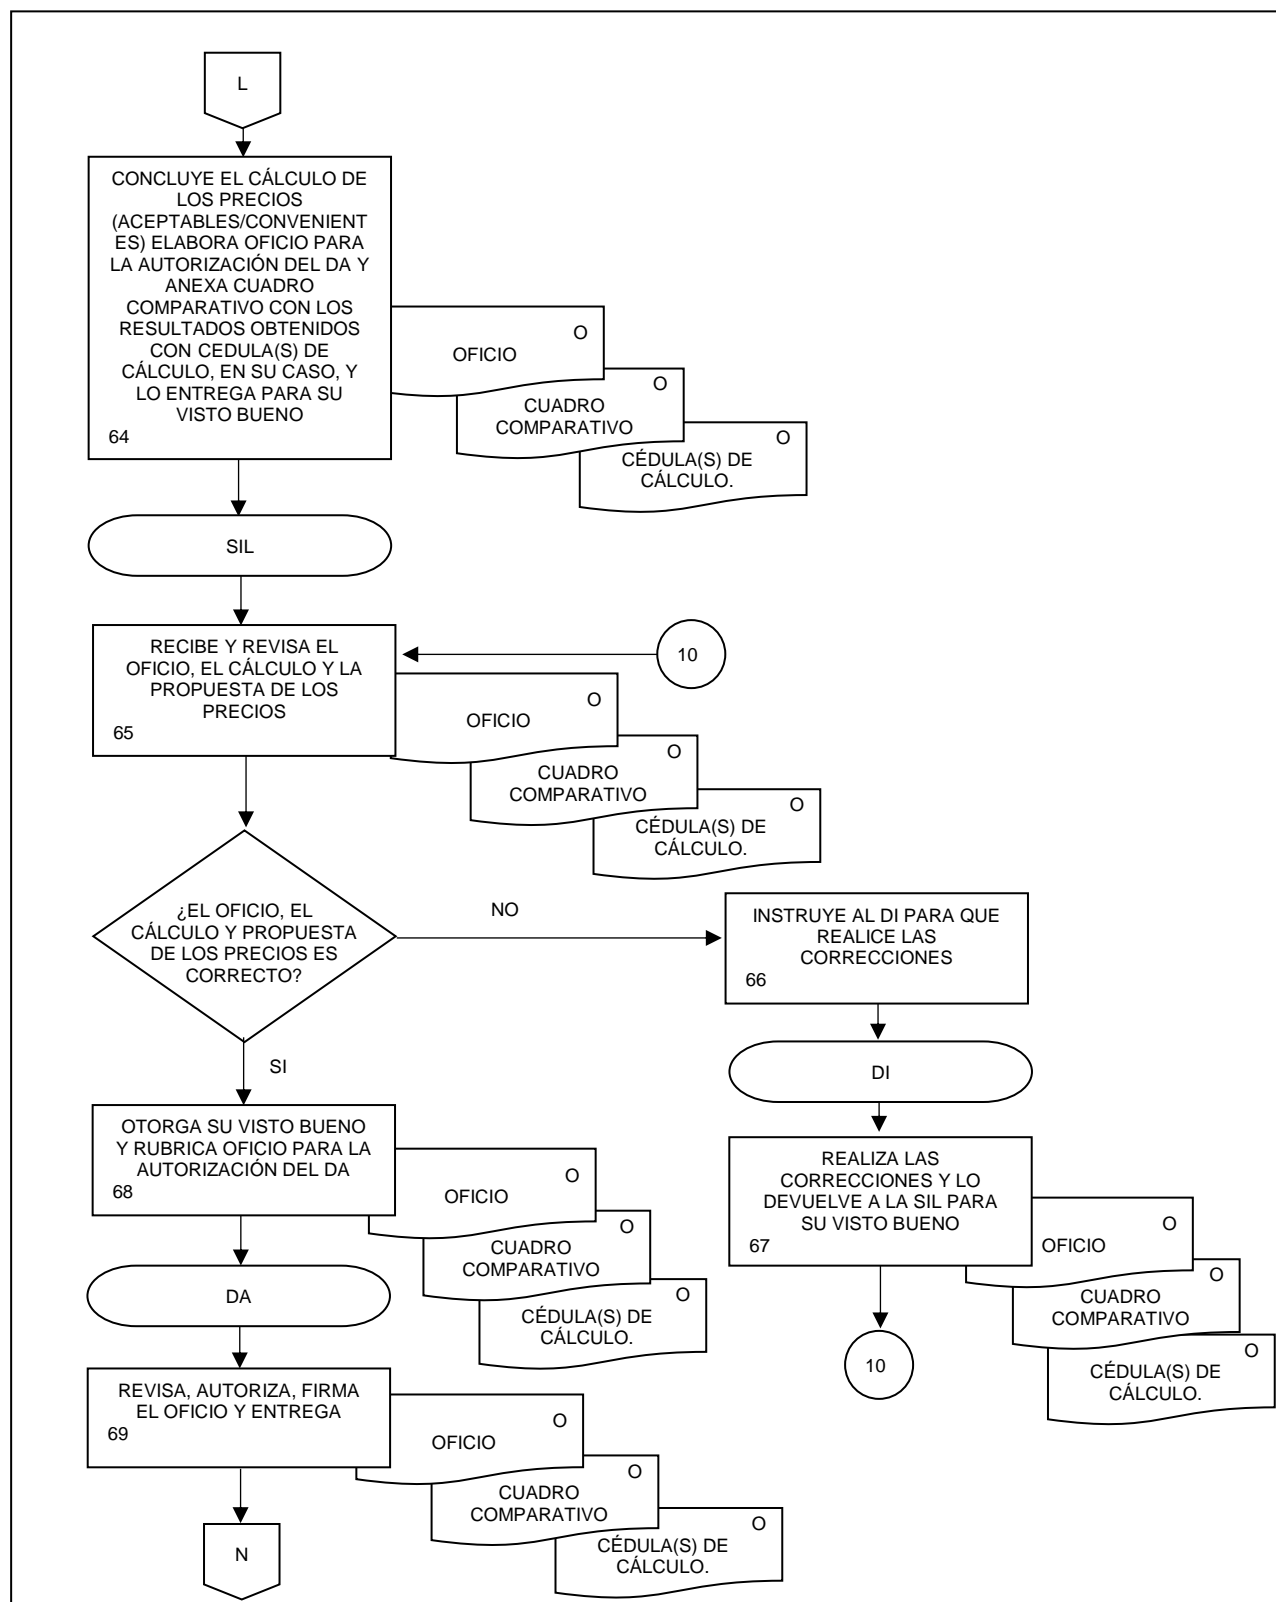 L
CONCLUYE EL CÁLCULO DE
LOS PRECIOS
(ACEPTABLES/CONVENIENT
ES) ELABORA OFICIO PARA
LA AUTORIZACIÓN DEL DA Y
ANEXA CUADRO
COMPARATIVO CON LOS
RESULTADOS OBTENIDOS
CON CEDULA(S) DE
CÁLCULO, EN SU CASO, Y
LO ENTREGA PARA SU
VISTO BUENO
64
O
OFICIO
O
CUADRO
COMPARATIVO
O
CÉDULA(S) DE
CÁLCULO.
SIL
RECIBE Y REVISA EL
OFICIO, EL CÁLCULO Y LA
PROPUESTA DE LOS
PRECIOS
65
10
O
OFICIO
O
CUADRO
COMPARATIVO
O
CÉDULA(S) DE
CÁLCULO.
¿EL OFICIO, EL
CÁLCULO Y PROPUESTA
DE LOS PRECIOS ES
CORRECTO?
NO
INSTRUYE AL DI PARA QUE
REALICE LAS
CORRECCIONES
66
DI
REALIZA LAS
CORRECCIONES Y LO
DEVUELVE A LA SIL PARA
SU VISTO BUENO
67
O
OFICIO
O
CUADRO
COMPARATIVO
O
CÉDULA(S) DE
CÁLCULO.
10
SI
OTORGA SU VISTO BUENO
Y RUBRICA OFICIO PARA LA
AUTORIZACIÓN DEL DA
68
O
OFICIO
O
CUADRO
COMPARATIVO
O
CÉDULA(S) DE
CÁLCULO.
DA
REVISA, AUTORIZA, FIRMA
EL OFICIO Y ENTREGA
69
O
OFICIO
O
CUADRO
COMPARATIVO
O
CÉDULA(S) DE
CÁLCULO.
N